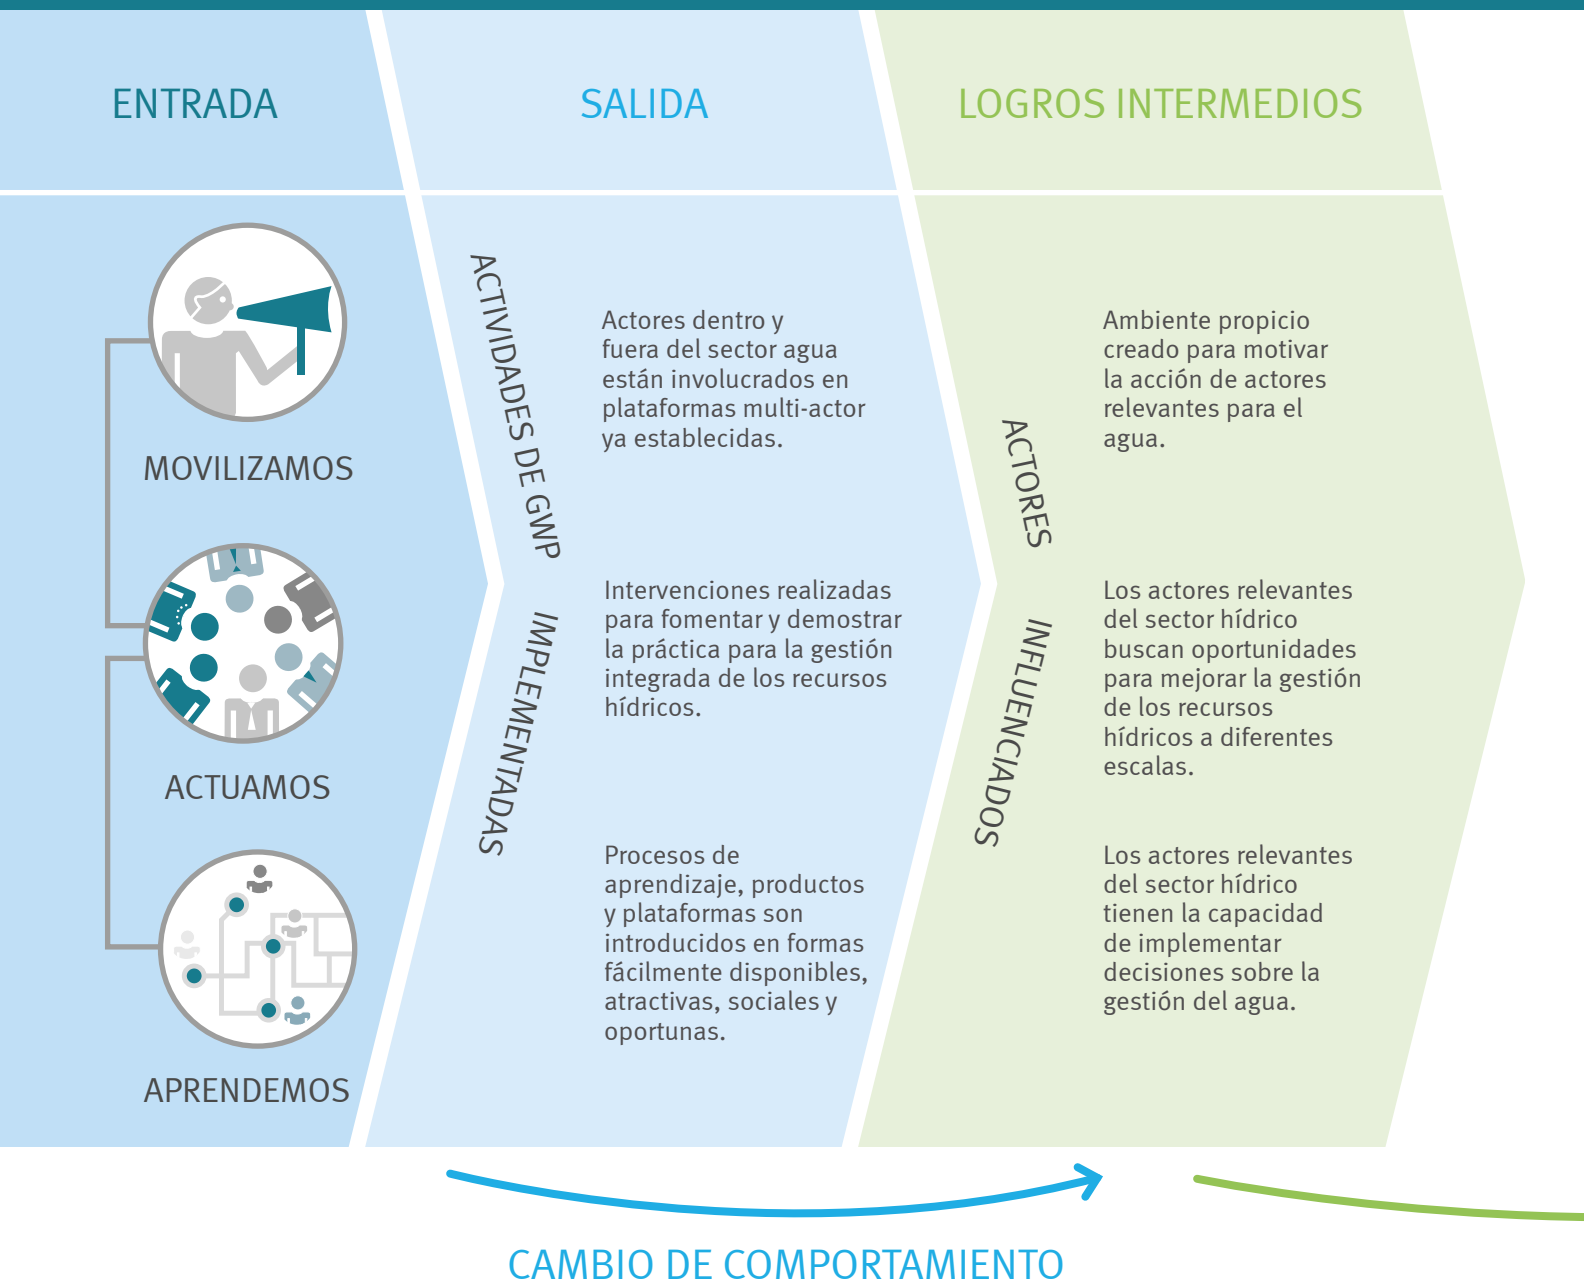 ENTRADA
SALIDA
LOGROS INTERMEDIOS
MOVILIZAMOS
ACTUAMOS
APRENDEMOS
ACTIVIDADES DE GWP
IMPLEMENTADAS
Actores dentro y
fuera del sector agua
están involucrados en
plataformas multi-actor
ya establecidas.
Intervenciones realizadas
para fomentar y demostrar
la práctica para la gestión
integrada de los recursos
hídricos.
Procesos de
aprendizaje, productos
y plataformas son
introducidos en formas
fácilmente disponibles,
atractivas, sociales y
oportunas.
ACTORES
INFLUENCIADOS
Ambiente propicio
creado para motivar
la acción de actores
relevantes para el
agua.
Los actores relevantes
del sector hídrico
buscan oportunidades
para mejorar la gestión
de los recursos
hídricos a diferentes
escalas.
Los actores relevantes
del sector hídrico
tienen la capacidad
de implementar
decisiones sobre la
gestión del agua.
CAMBIO DE COMPORTAMIENTO